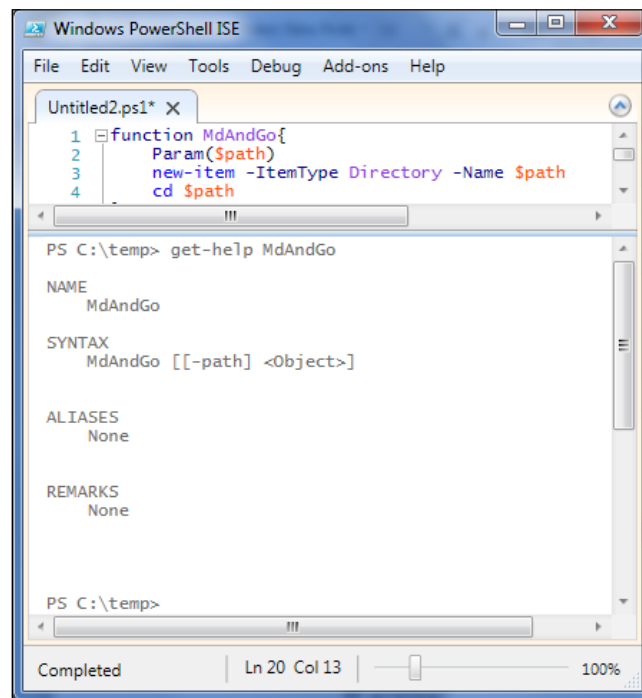 Windows PowerShell ISE
File Edit View Tools Debug Add-ons Help
Untitled2.ps1* X
1 function MdAndGo{
2 Param($path)
3 new-item -ItemType Directory -Name $path
4 cd $path
PS C:\temp> get-help MdAndGo
NAME
MdAndGo
SYNTAX
MdAndGo [[-path] <Object>]
ALIASES
None
REMARKS
None
PS C:\temp>
Completed Ln 20 Col 13 100%